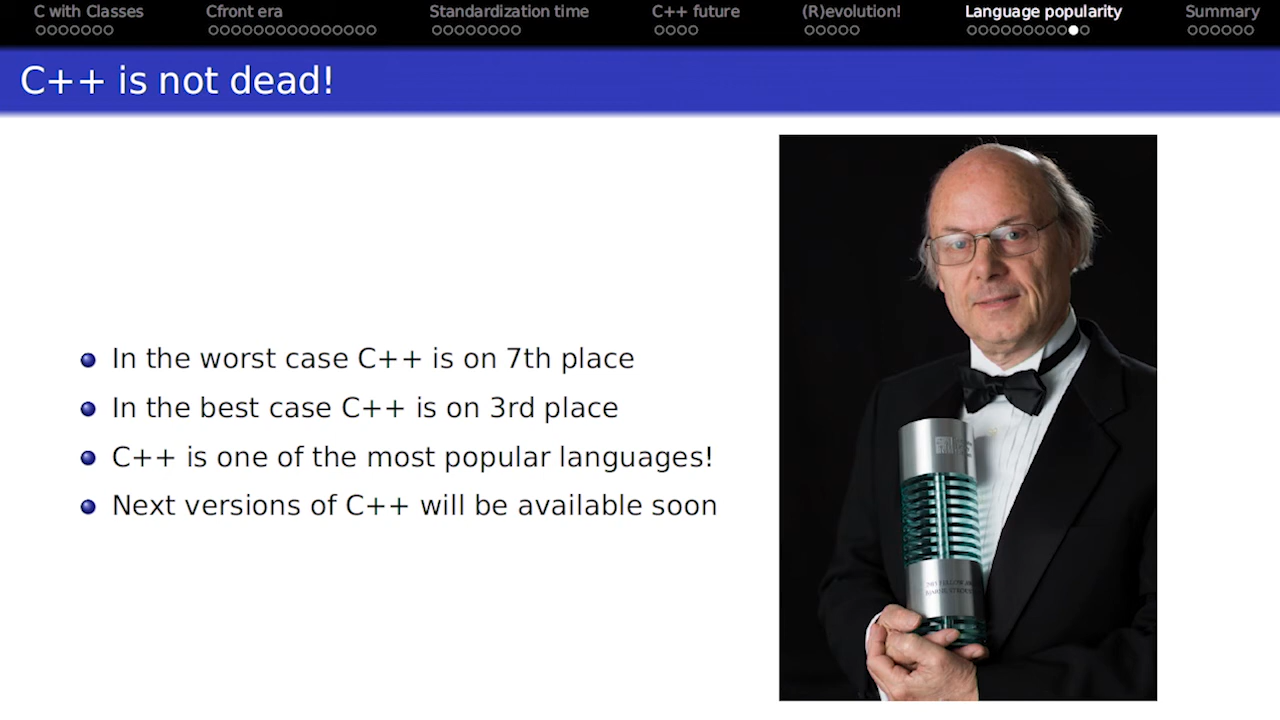 C with Classes
Cfront era
Standardization time
C++ future
(R)evolution!
Language popularity
Summary
C++ is not dead!
In the worst case C++ is on 7th place
In the best case C++ is on 3rd place
C++ is one of the most popular languages!
Next versions of C++ will be available soon